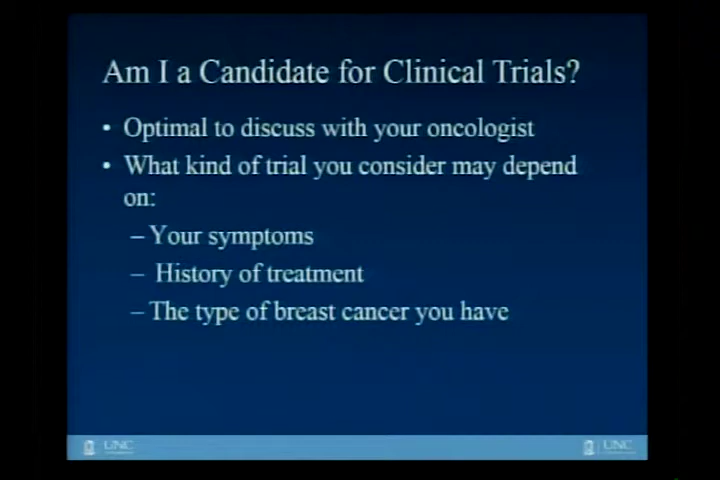 Am I a Candidate for Clinical Trials?
• Optimal to discuss with your oncologist
• What kind of trial you consider may depend
on:
– Your symptoms
– History of treatment
– The type of breast cancer you have
UNC
UNC